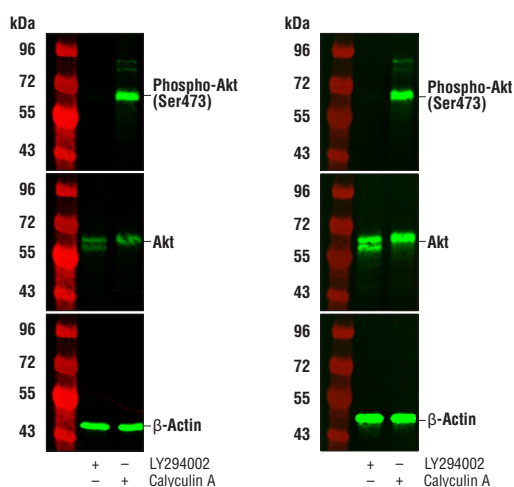 kDa
96
72
55
43
Phospho-Akt
(Ser473)
96
72
55
43
Akt
96
72
55
43
β-Actin
+ – LY294002
– + Calyculin A
kDa
96
72
55
43
Phospho-Akt
(Ser473)
96
72
55
43
Akt
96
72
55
43
β-Actin
+ – LY294002
– + Calyculin A